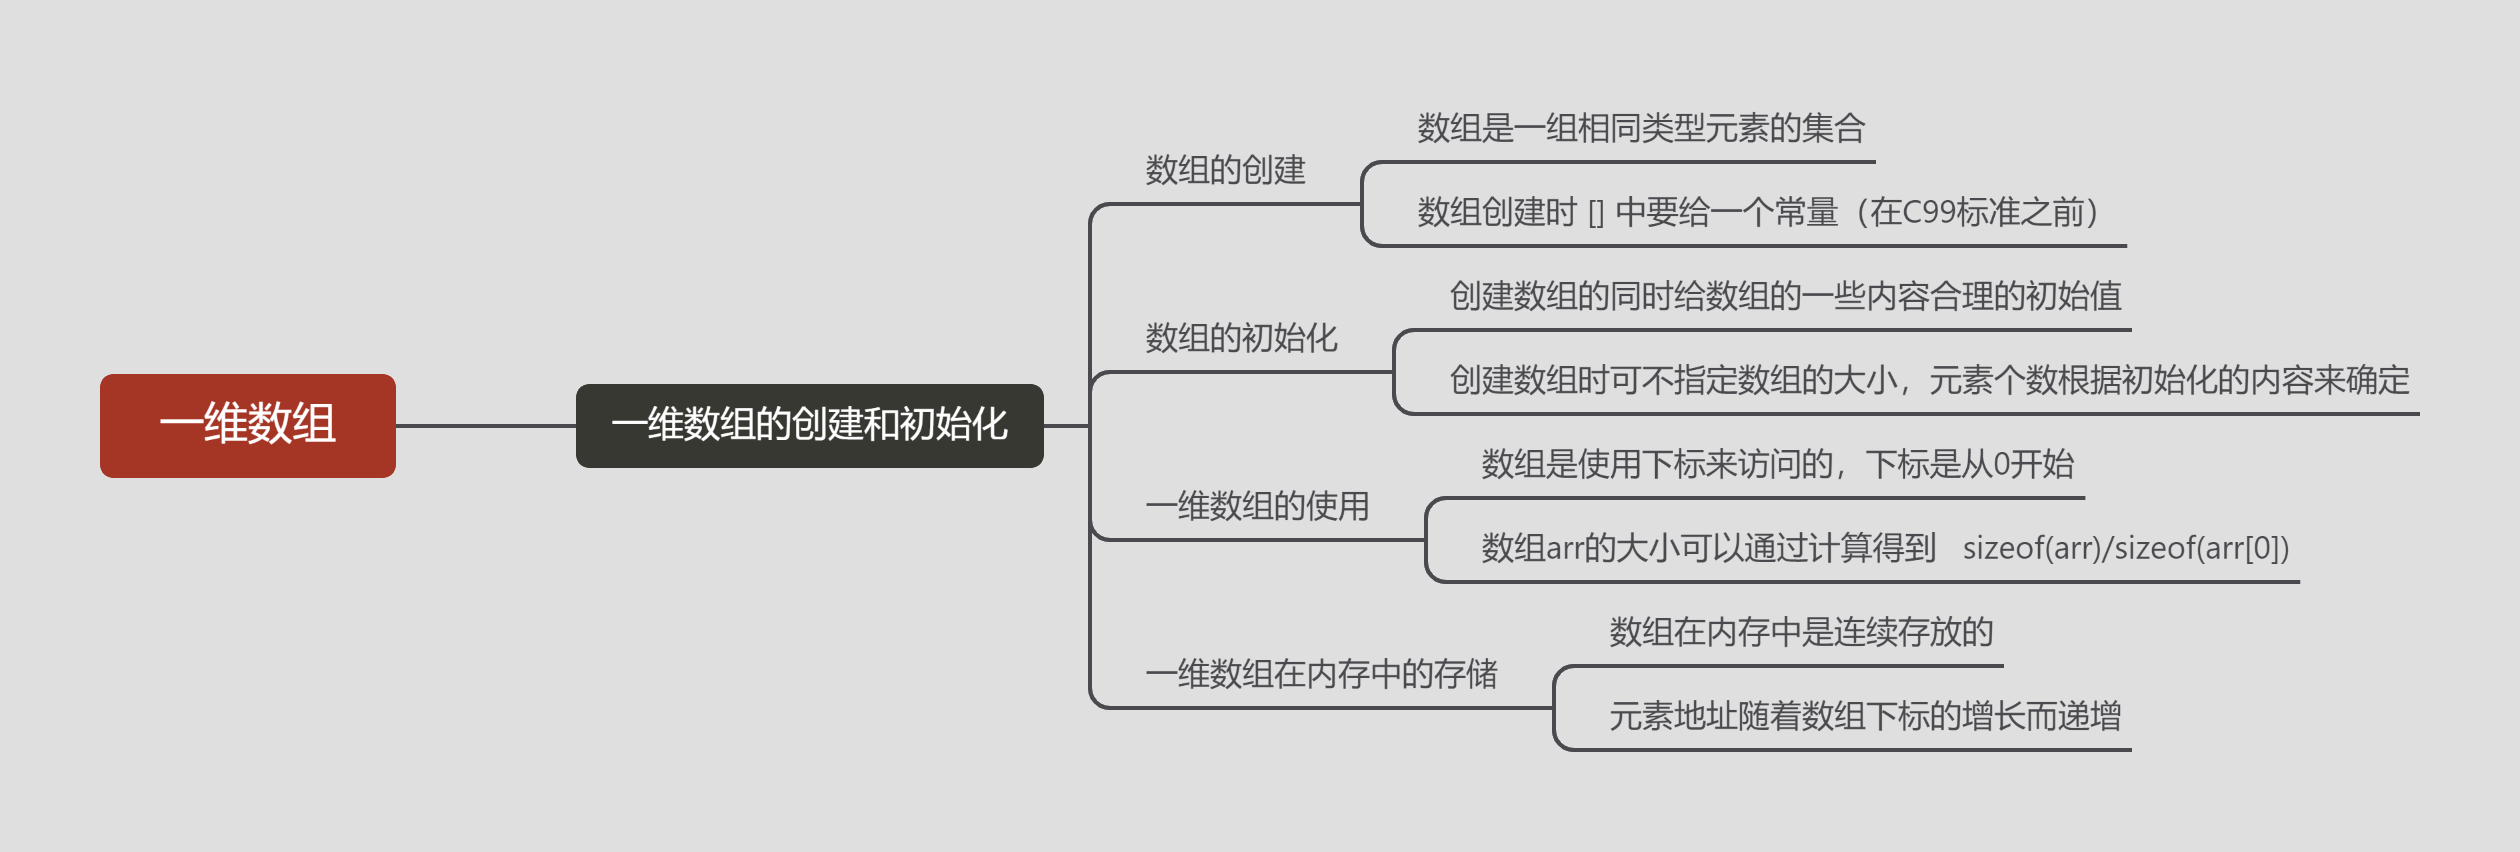 一维数组
一维数组的创建和初始化
数组的创建
数组是一组相同类型元素的集合
数组创建时 [] 中要给一个常量（在C99标准之前）
数组的初始化
创建数组的同时给数组的一些内容合理的初始值
创建数组时可不指定数组的大小，元素个数根据初始化的内容来确定
一维数组的使用
数组是使用下标来访问的，下标是从0开始
数组arr的大小可以通过计算得到 sizeof(arr)/sizeof(arr[0])
一维数组在内存中的存储
数组在内存中是连续存放的
元素地址随着数组下标的增长而递增